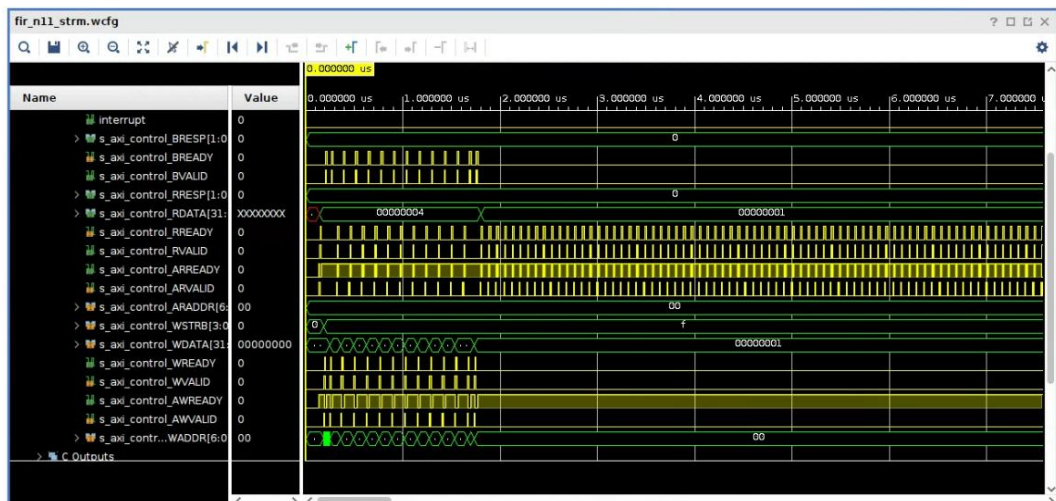 fir_n11_strm.wcfg
0.000000 us
Name Value 0.000000 us 1.000000 us 2.000000 us 3.000000 us 4.000000 us 5.000000 us 6.000000 us 7.000000
interrupt 0
s_axi_control_BRESP[1:0 0 0
s_axi_control_BREADY 0
s_axi_control_BVALID 0
s_axi_control_RRESP[1:0 0 0
s_axi_control_RDATA[31: XXXXXXXX 00000004 00000001
s_axi_control_RREADY 0
s_axi_control_RVALID 0
s_axi_control_ARREADY 0
s_axi_control_ARVALID 0
s_axi_control_ARADDR[6: 00 00
s_axi_control_WSTRB[3:0 0 0 f
s_axi_control_WDATA[31: 00000000 00000001
s_axi_control_WREADY 0
s_axi_control_WVALID 0
s_axi_control_AWREADY 0
s_axi_control_AWVALID 0
s_axi_contr...WADDR[6:0 00 00
C Outputs